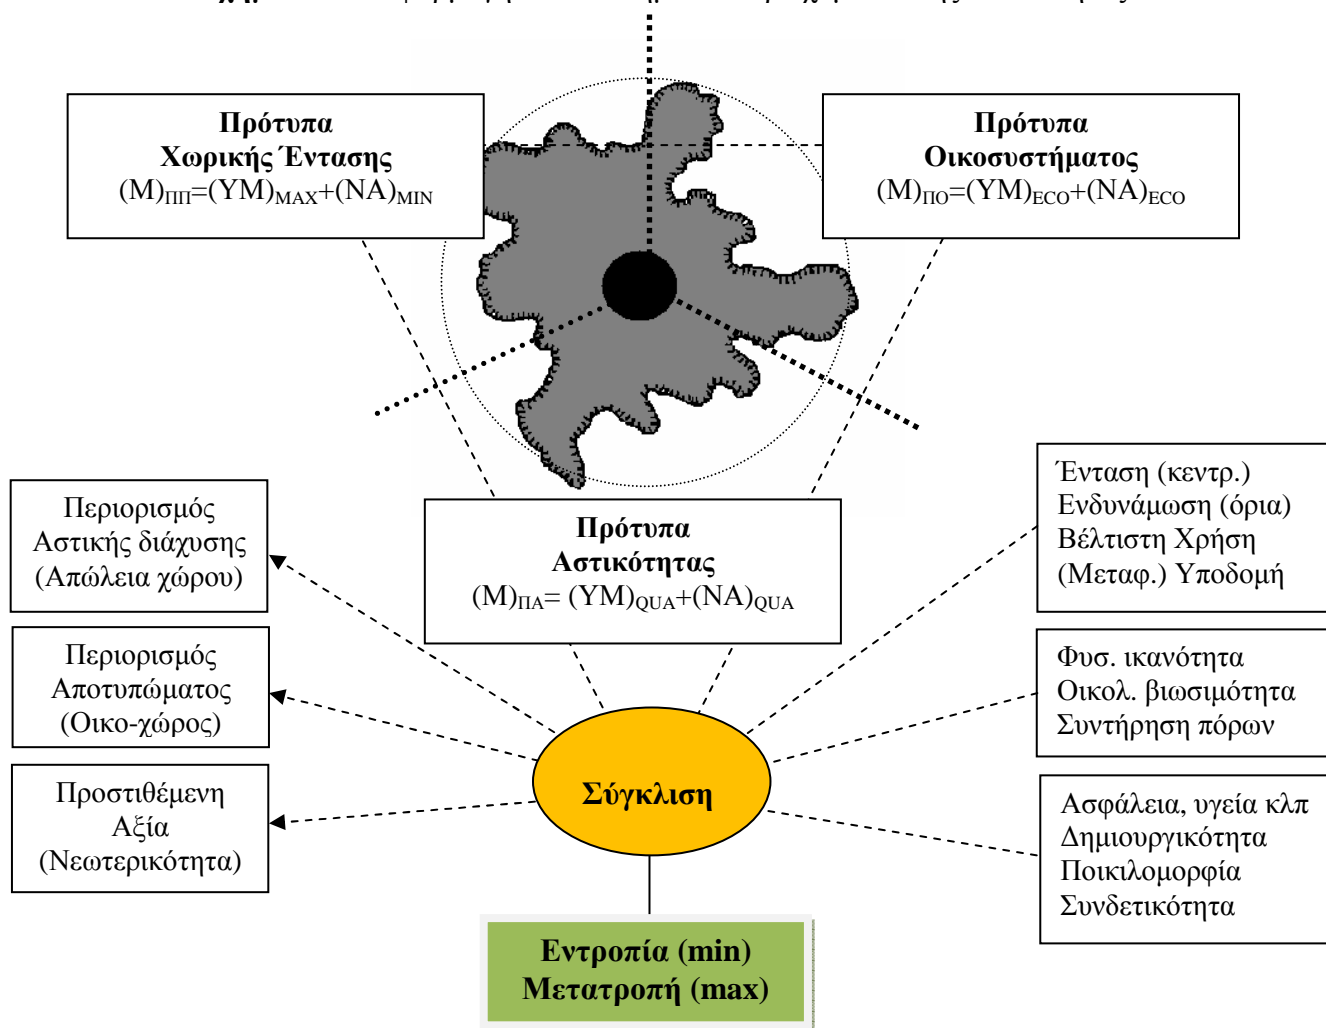 Πρότυπα
Χωρικής Έντασης
(Μ)ΠΠ=(ΥΜ)MAX+(ΝΑ)MIN
Πρότυπα
Οικοσυστήματος
(Μ)ΠΟ=(ΥΜ)ECO+(ΝΑ)ECO
Πρότυπα
Αστικότητας
(Μ)ΠΑ= (ΥΜ)QUA+(ΝΑ)QUA
Περιορισμός
Αστικής διάχυσης
(Απώλεια χώρου)
Περιορισμός
Αποτυπώματος
(Οικο-χώρος)
Προστιθέμενη
Αξία
(Νεωτερικότητα)
Ένταση (κεντρ.)
Ενδυνάμωση (όρια)
Βέλτιστη Χρήση
(Μεταφ.) Υποδομή
Φυσ. ικανότητα
Οικολ. βιωσιμότητα
Συντήρηση πόρων
Ασφάλεια, υγεία κλπ
Δημιουργικότητα
Ποικιλομορφία
Συνδετικότητα
Σύγκλιση
Εντροπία (min)
Μετατροπή (max)